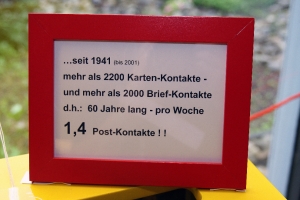 ...seit 1941 (bis 2001)
mehr als 2200 Karten-Kontakte -
und mehr als 2000 Brief-Kontakte
d.h.: 60 Jahre lang - pro Woche
1,4 Post-Kontakte ! !